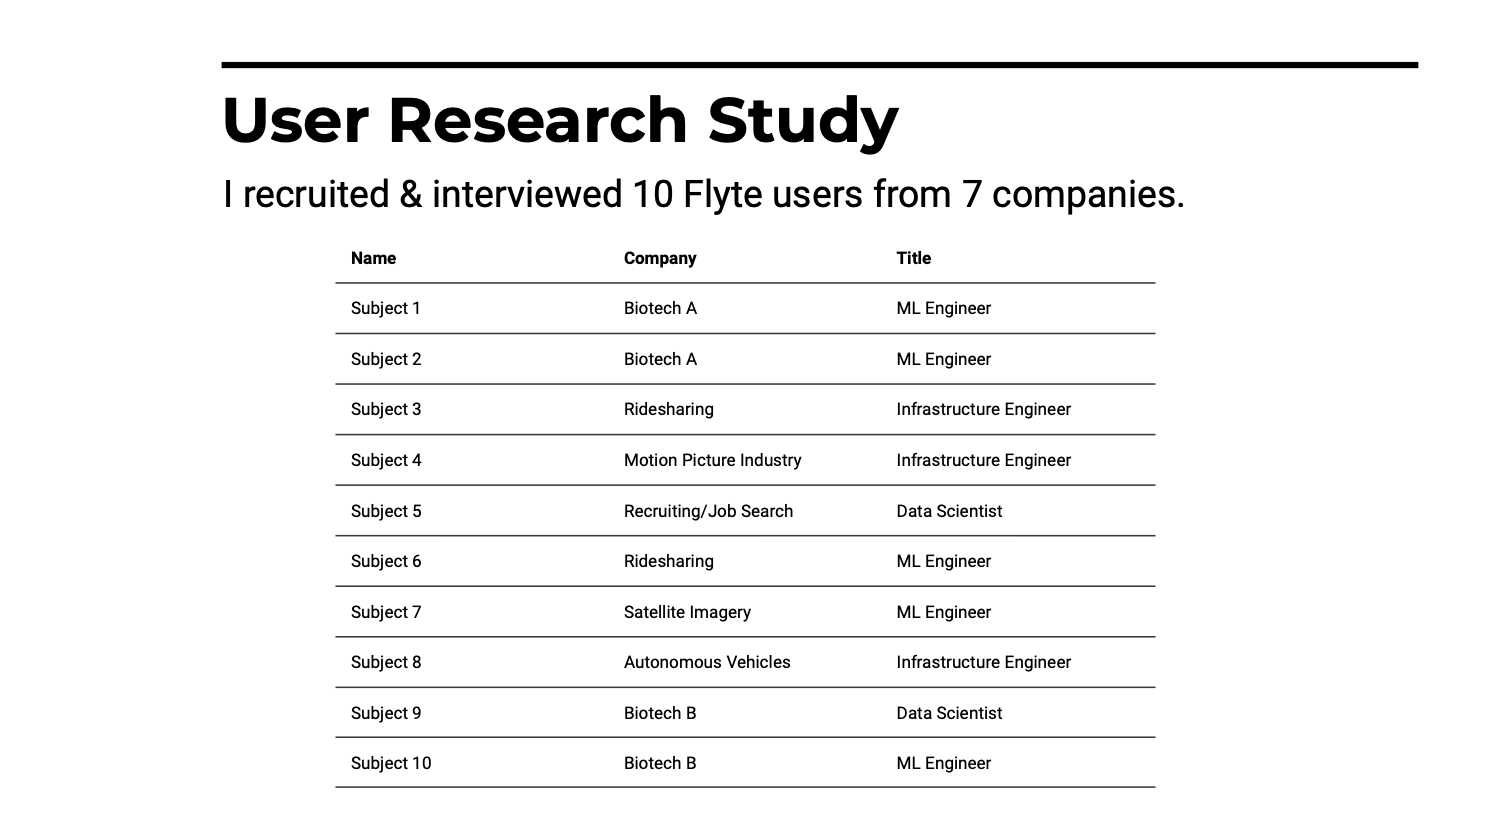 User Research Study
I recruited & interviewed 10 Flyte users from 7 companies.
Name Company Title
Subject 1 Biotech A ML Engineer
Subject 2 Biotech A ML Engineer
Subject 3 Ridesharing Infrastructure Engineer
Subject 4 Motion Picture Industry Infrastructure Engineer
Subject 5 Recruiting/Job Search Data Scientist
Subject 6 Ridesharing ML Engineer
Subject 7 Satellite Imagery ML Engineer
Subject 8 Autonomous Vehicles Infrastructure Engineer
Subject 9 Biotech B Data Scientist
Subject 10 Biotech B ML Engineer